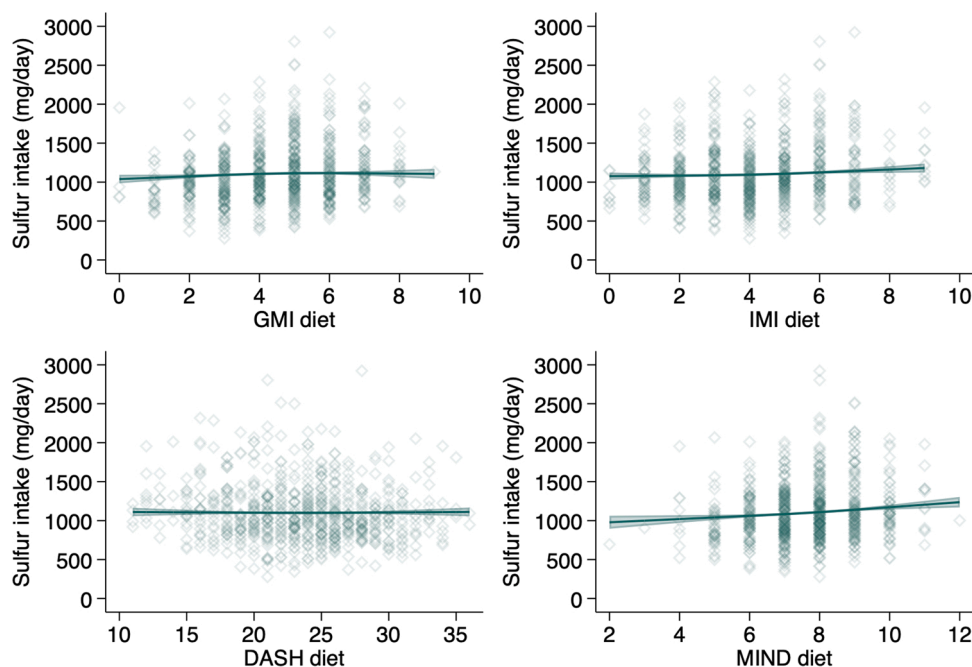 Sulfur intake (mg/day)
3000
2500
2000
1500
1000
500
0
0 2 4 6 8 10
GMI diet
Sulfur intake (mg/day)
3000
2500
2000
1500
1000
500
0
0 2 4 6 8 10
IMI diet
Sulfur intake (mg/day)
3000
2500
2000
1500
1000
500
0
10 15 20 25 30 35
DASH diet
Sulfur intake (mg/day)
3000
2500
2000
1500
1000
500
0
2 4 6 8 10 12
MIND diet